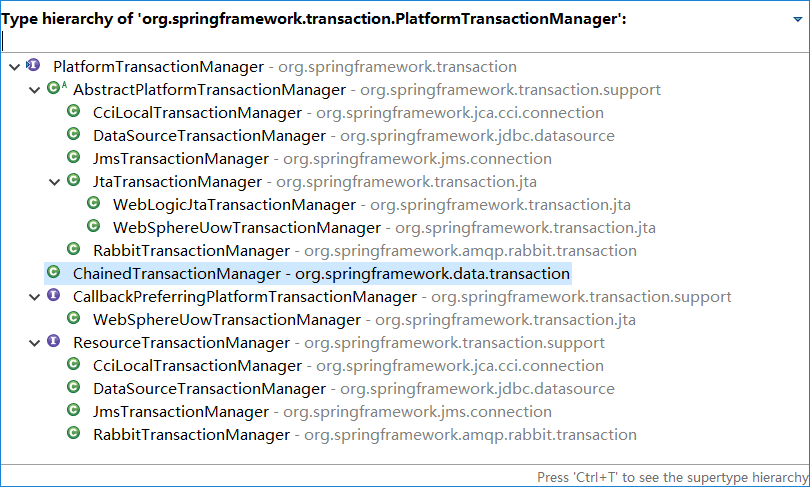 Type hierarchy of 'org.springframework.transaction.PlatformTransactionManager':
PlatformTransactionManager - org.springframework.transaction
AbstractPlatformTransactionManager - org.springframework.transaction.support
CciLocalTransactionManager - org.springframework.jca.cci.connection
DataSourceTransactionManager - org.springframework.jdbc.datasource
JmsTransactionManager - org.springframework.jms.connection
JtaTransactionManager - org.springframework.transaction.jta
WebLogicJtaTransactionManager - org.springframework.transaction.jta
WebSphereUowTransactionManager - org.springframework.transaction.jta
RabbitTransactionManager - org.springframework.amqp.rabbit.transaction
ChainedTransactionManager - org.springframework.data.transaction
CallbackPreferringPlatformTransactionManager - org.springframework.transaction.support
WebSphereUowTransactionManager - org.springframework.transaction.jta
ResourceTransactionManager - org.springframework.transaction.support
CciLocalTransactionManager - org.springframework.jca.cci.connection
DataSourceTransactionManager - org.springframework.jdbc.datasource
JmsTransactionManager - org.springframework.jms.connection
RabbitTransactionManager - org.springframework.amqp.rabbit.transaction
Press 'Ctrl+T' to see the supertype hierarchy